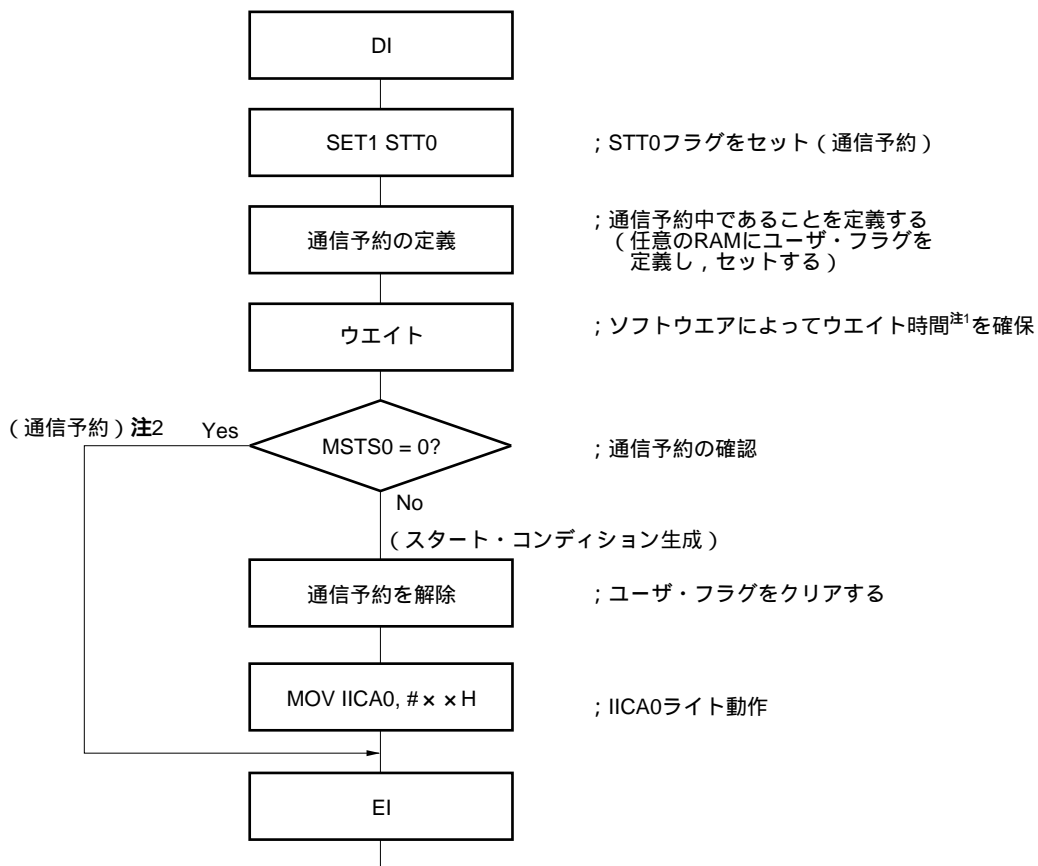 DI
SET1 STT0
；STT0フラグをセット（通信予約）
通信予約の定義
；通信予約中であることを定義する
（任意のRAMにユーザ・フラグを
定義し，セットする）
ウエイト
；ソフトウエアによってウエイト時間注1を確保
（通信予約）注2 Yes
MSTS0 = 0?
；通信予約の確認
No
（スタート・コンディション生成）
通信予約を解除
；ユーザ・フラグをクリアする
MOV IICA0, #××H
；IICA0ライト動作
EI